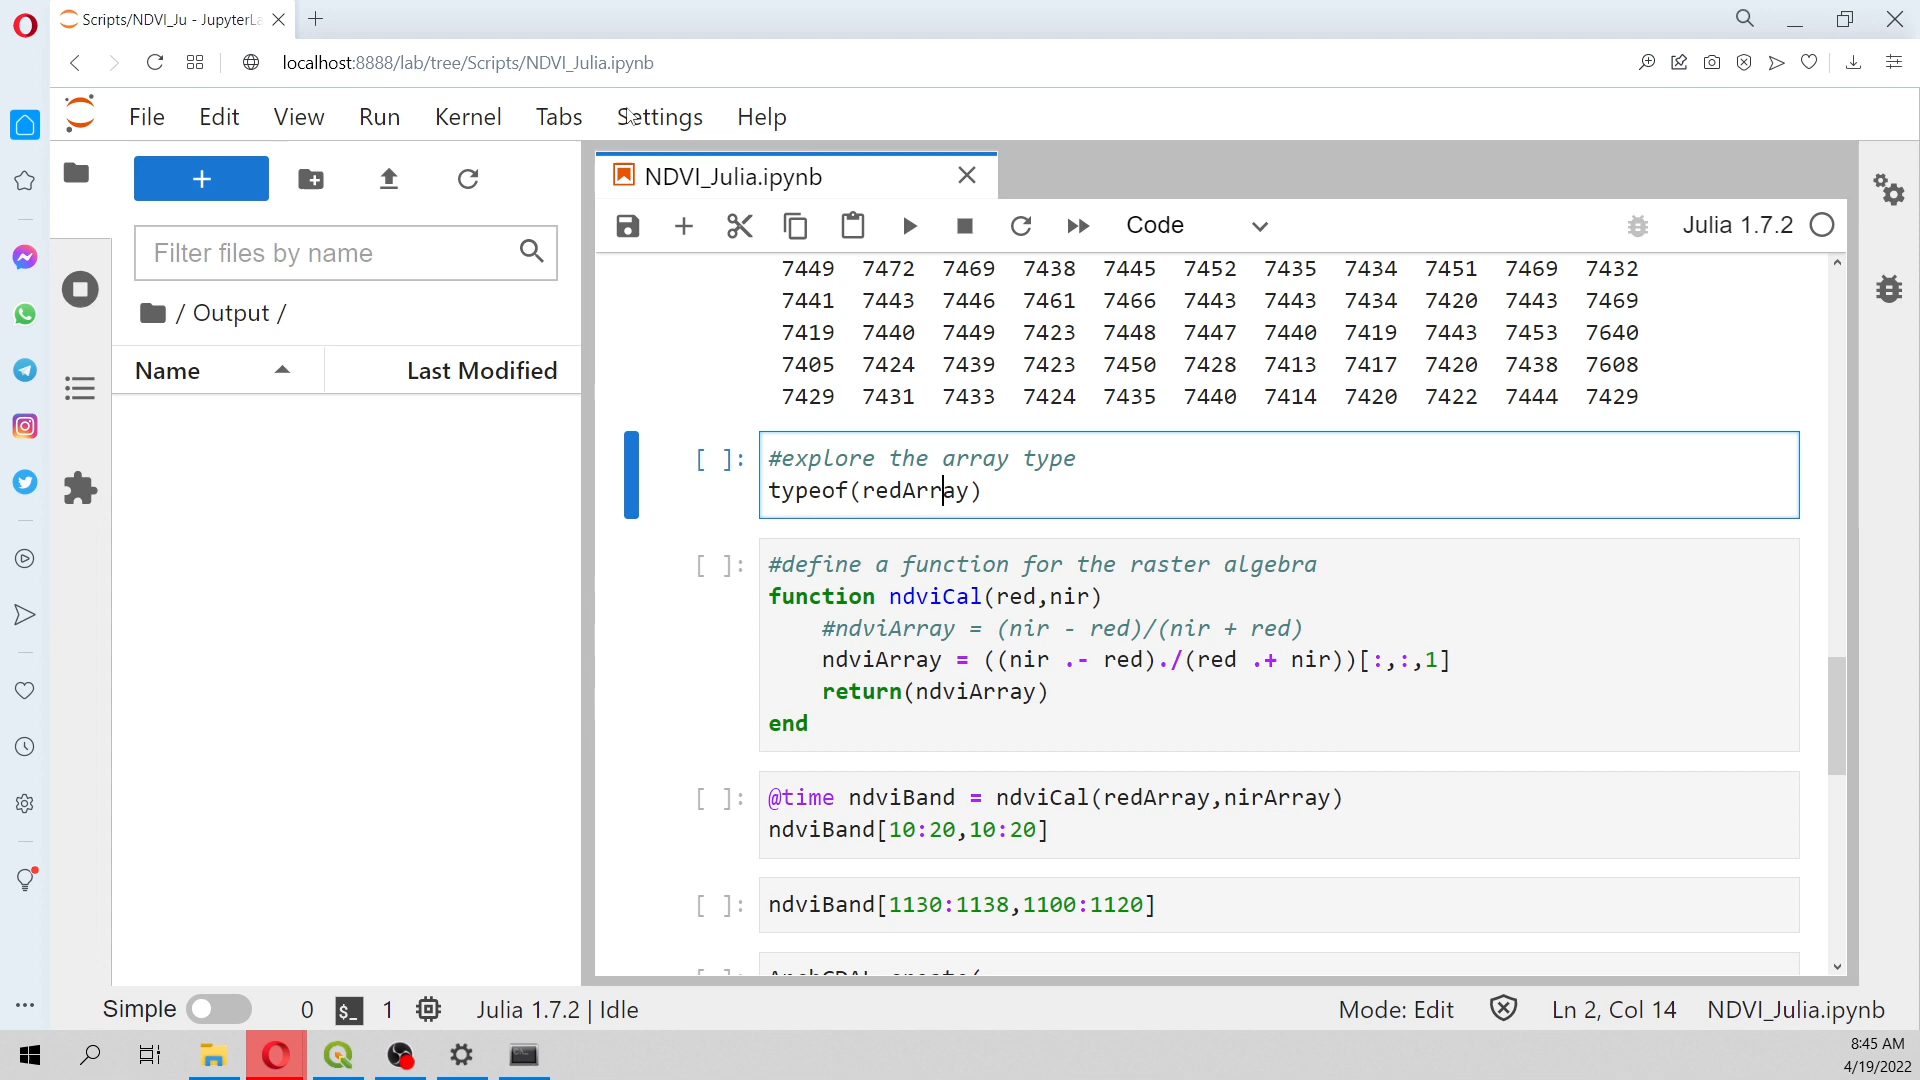 Scripts/NDVI_Ju - JupyterLa
localhost:8888/lab/tree/Scripts/NDVI_Julia.ipynb
File Edit View Run Kernel Tabs Settings Help
+
Filter files by name
/ Output /
Name Last Modified
NDVI_Julia.ipynb
Code
Julia 1.7.2
7449 7472 7469 7438 7445 7452 7435 7434 7451 7469 7432
7441 7443 7446 7461 7466 7443 7443 7434 7420 7443 7469
7419 7440 7449 7423 7448 7447 7440 7419 7443 7453 7640
7405 7424 7439 7423 7450 7428 7413 7417 7420 7438 7608
7429 7431 7433 7424 7435 7440 7414 7420 7422 7444 7429
[ ]: #explore the array type
typeof(redArray)
[ ]: #define a function for the raster algebra
function ndviCal(red,nir)
#ndviArray = (nir - red)/(nir + red)
ndviArray = ((nir .- red)./(red .+ nir))[:,:,1]
return(ndviArray)
end
[ ]: @time ndviBand = ndviCal(redArray,nirArray)
ndviBand[10:20,10:20]
[ ]: ndviBand[1130:1138,1100:1120]
Simple 0 $_ 1 Julia 1.7.2 | Idle Mode: Edit Ln 2, Col 14 NDVI_Julia.ipynb
8:45 AM
4/19/2022